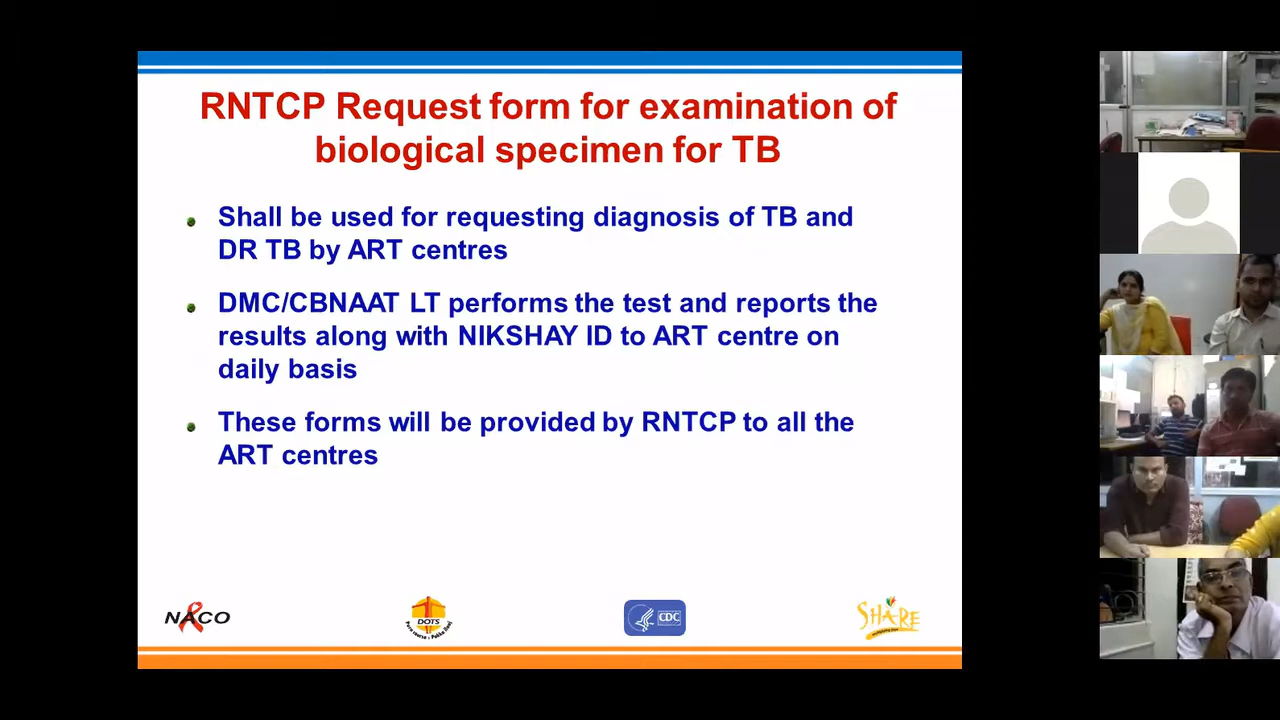 RNTCP Request form for examination of
biological specimen for TB
Shall be used for requesting diagnosis of TB and
DR TB by ART centres
DMC/CBNAAT LT performs the test and reports the
results along with NIKSHAY ID to ART centre on
daily basis
These forms will be provided by RNTCP to all the
ART centres
NACO
DOTS
CDC
SHARE